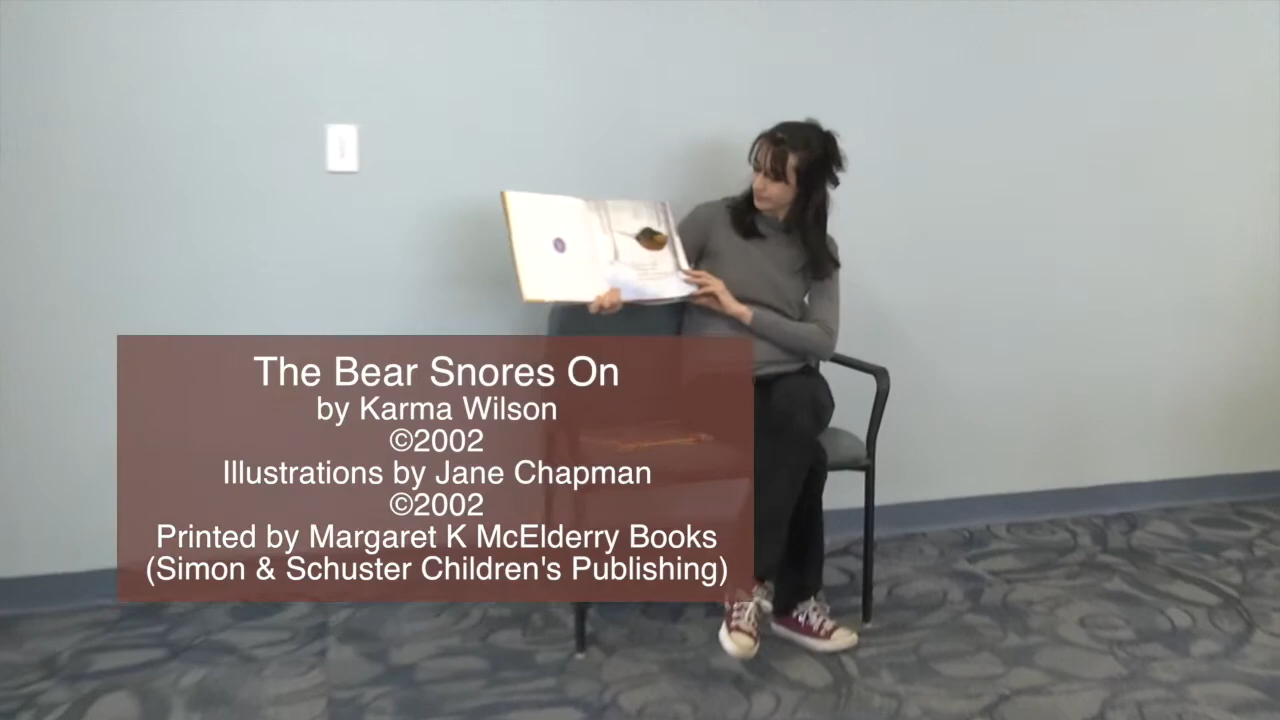 The Bear Snores On
by Karma Wilson
©2002
Illustrations by Jane Chapman
©2002
Printed by Margaret K McElderry Books
(Simon & Schuster Children's Publishing)